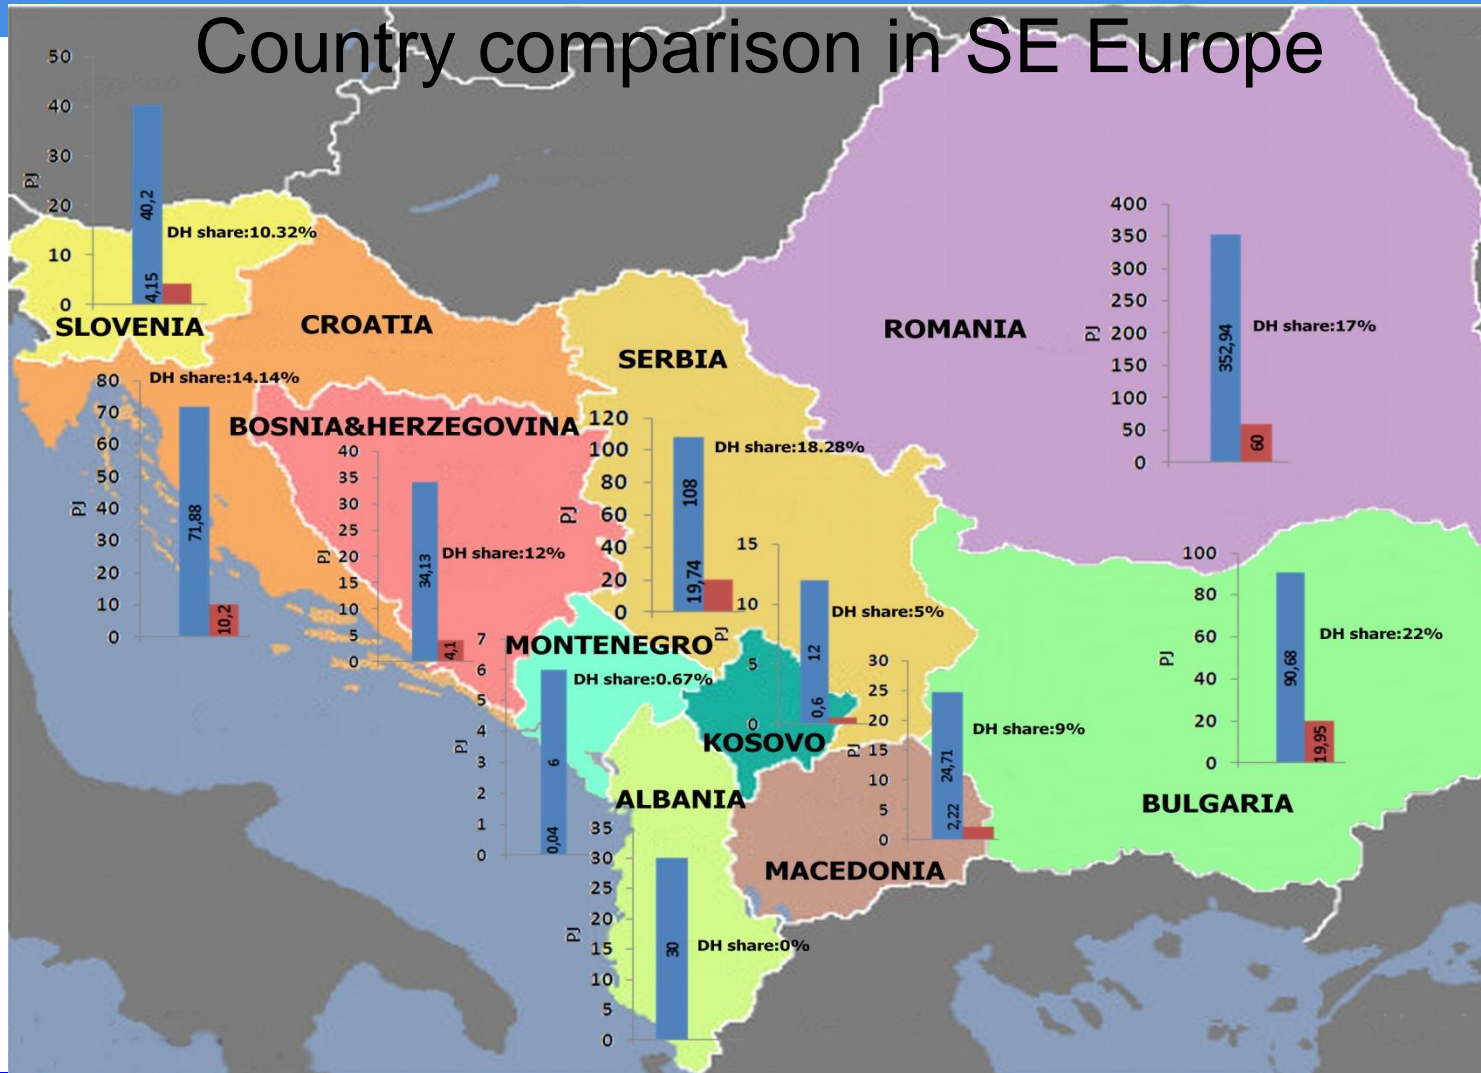 Country comparison in SE Europe
50
40
30
20
10
0
PJ
40,2
4,15
DH share:10.32%
SLOVENIA
CROATIA
DH share:14.14%
80
70
60
50
40
30
20
10
0
PJ
71,88
10,2
BOSNIA&HERZEGOVINA
40
35
30
25
20
15
10
5
0
PJ
34,13
4,1
DH share:12%
SERBIA
120
100
80
60
40
20
0
PJ
108
19,74
DH share:18.28%
ROMANIA
400
350
300
250
200
150
100
50
0
PJ
352,94
60
DH share:17%
15
10
5
0
PJ
12
0,6
DH share:5%
KOSOVO
MONTENEGRO
7
6
5
4
3
2
1
0
PJ
6
0,04
DH share:0.67%
30
25
20
15
10
5
0
PJ
24,71
2,22
DH share:9%
MACEDONIA
100
80
60
40
20
0
PJ
90,68
19,95
DH share:22%
BULGARIA
ALBANIA
35
30
25
20
15
10
5
0
PJ
30
DH share:0%